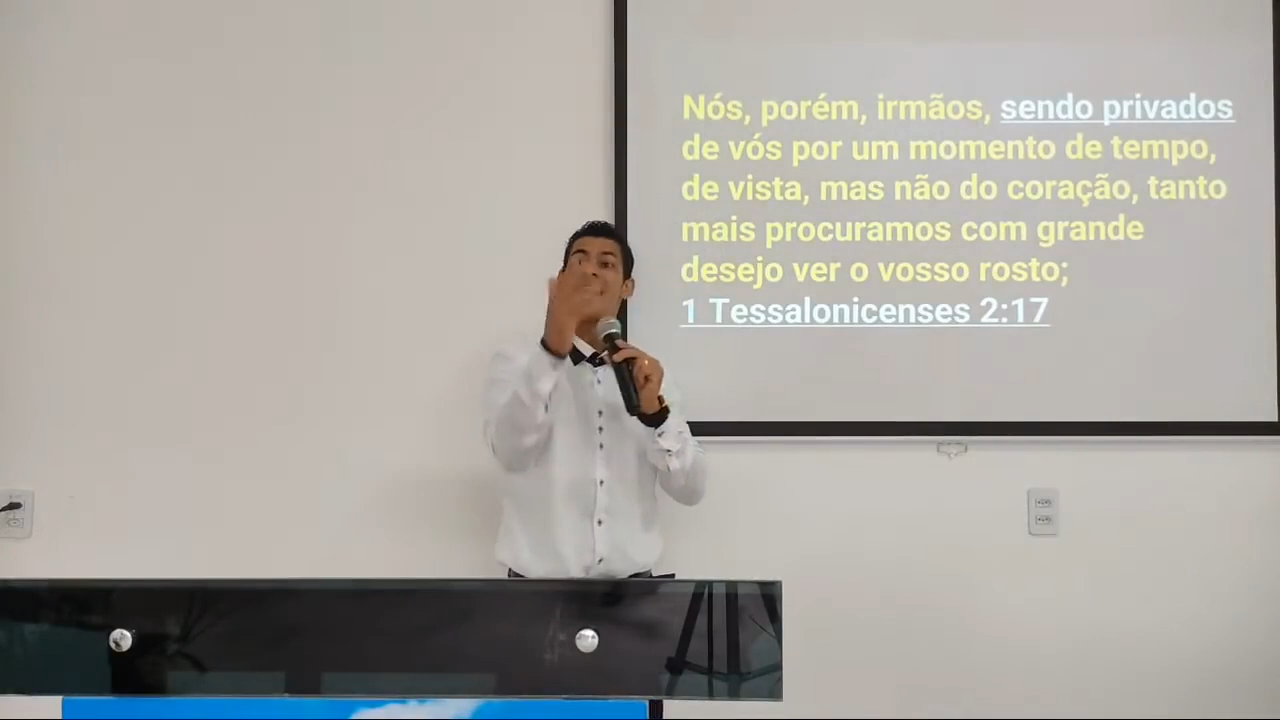 Nós, porém, irmãos, sendo privados
de vós por um momento de tempo,
de vista, mas não do coração, tanto
mais procuramos com grande
desejo ver o vosso rosto;
1 Tessalonicenses 2:17